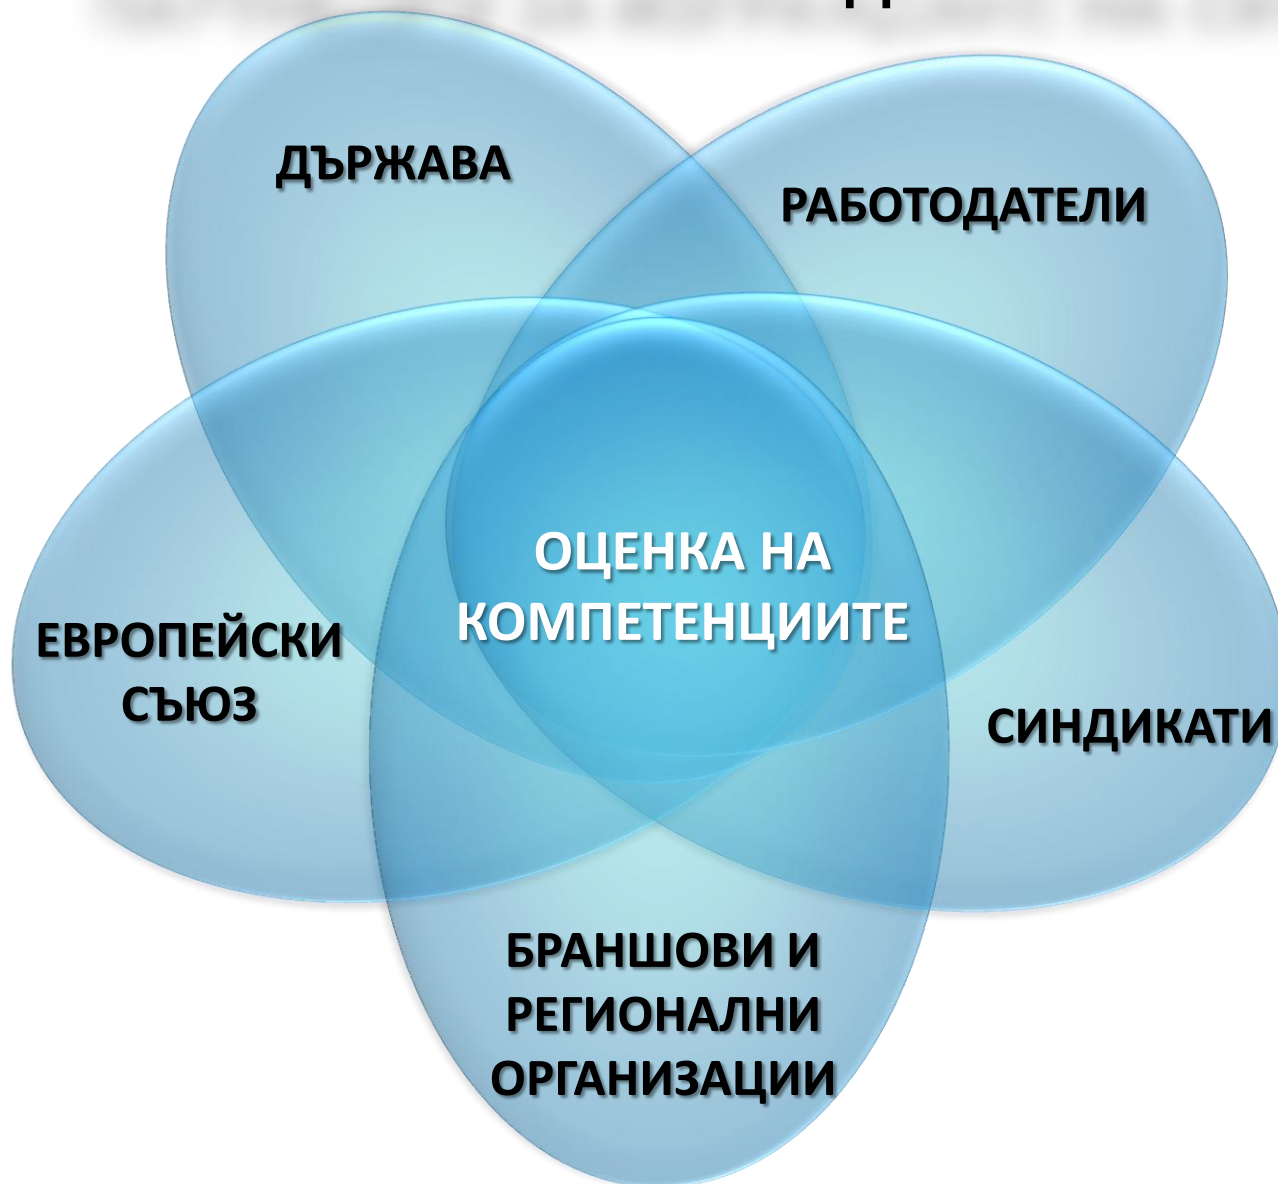 ДЪРЖАВА
РАБОТОДАТЕЛИ
ОЦЕНКА НА
КОМПЕТЕНЦИИТЕ
ЕВРОПЕЙСКИ
СЪЮЗ
СИНДИКАТИ
БРАНШОВИ И
РЕГИОНАЛНИ
ОРГАНИЗАЦИИ